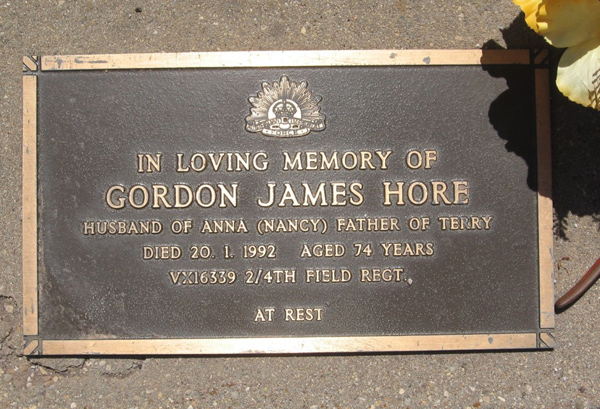 IN LOVING MEMORY OF
GORDON JAMES HORE
HUSBAND OF ANNA (NANCY) FATHER OF TERRY
DIED 20. 1. 1992 AGED 74 YEARS
VX16339 2/4TH FIELD REGT.
AT REST